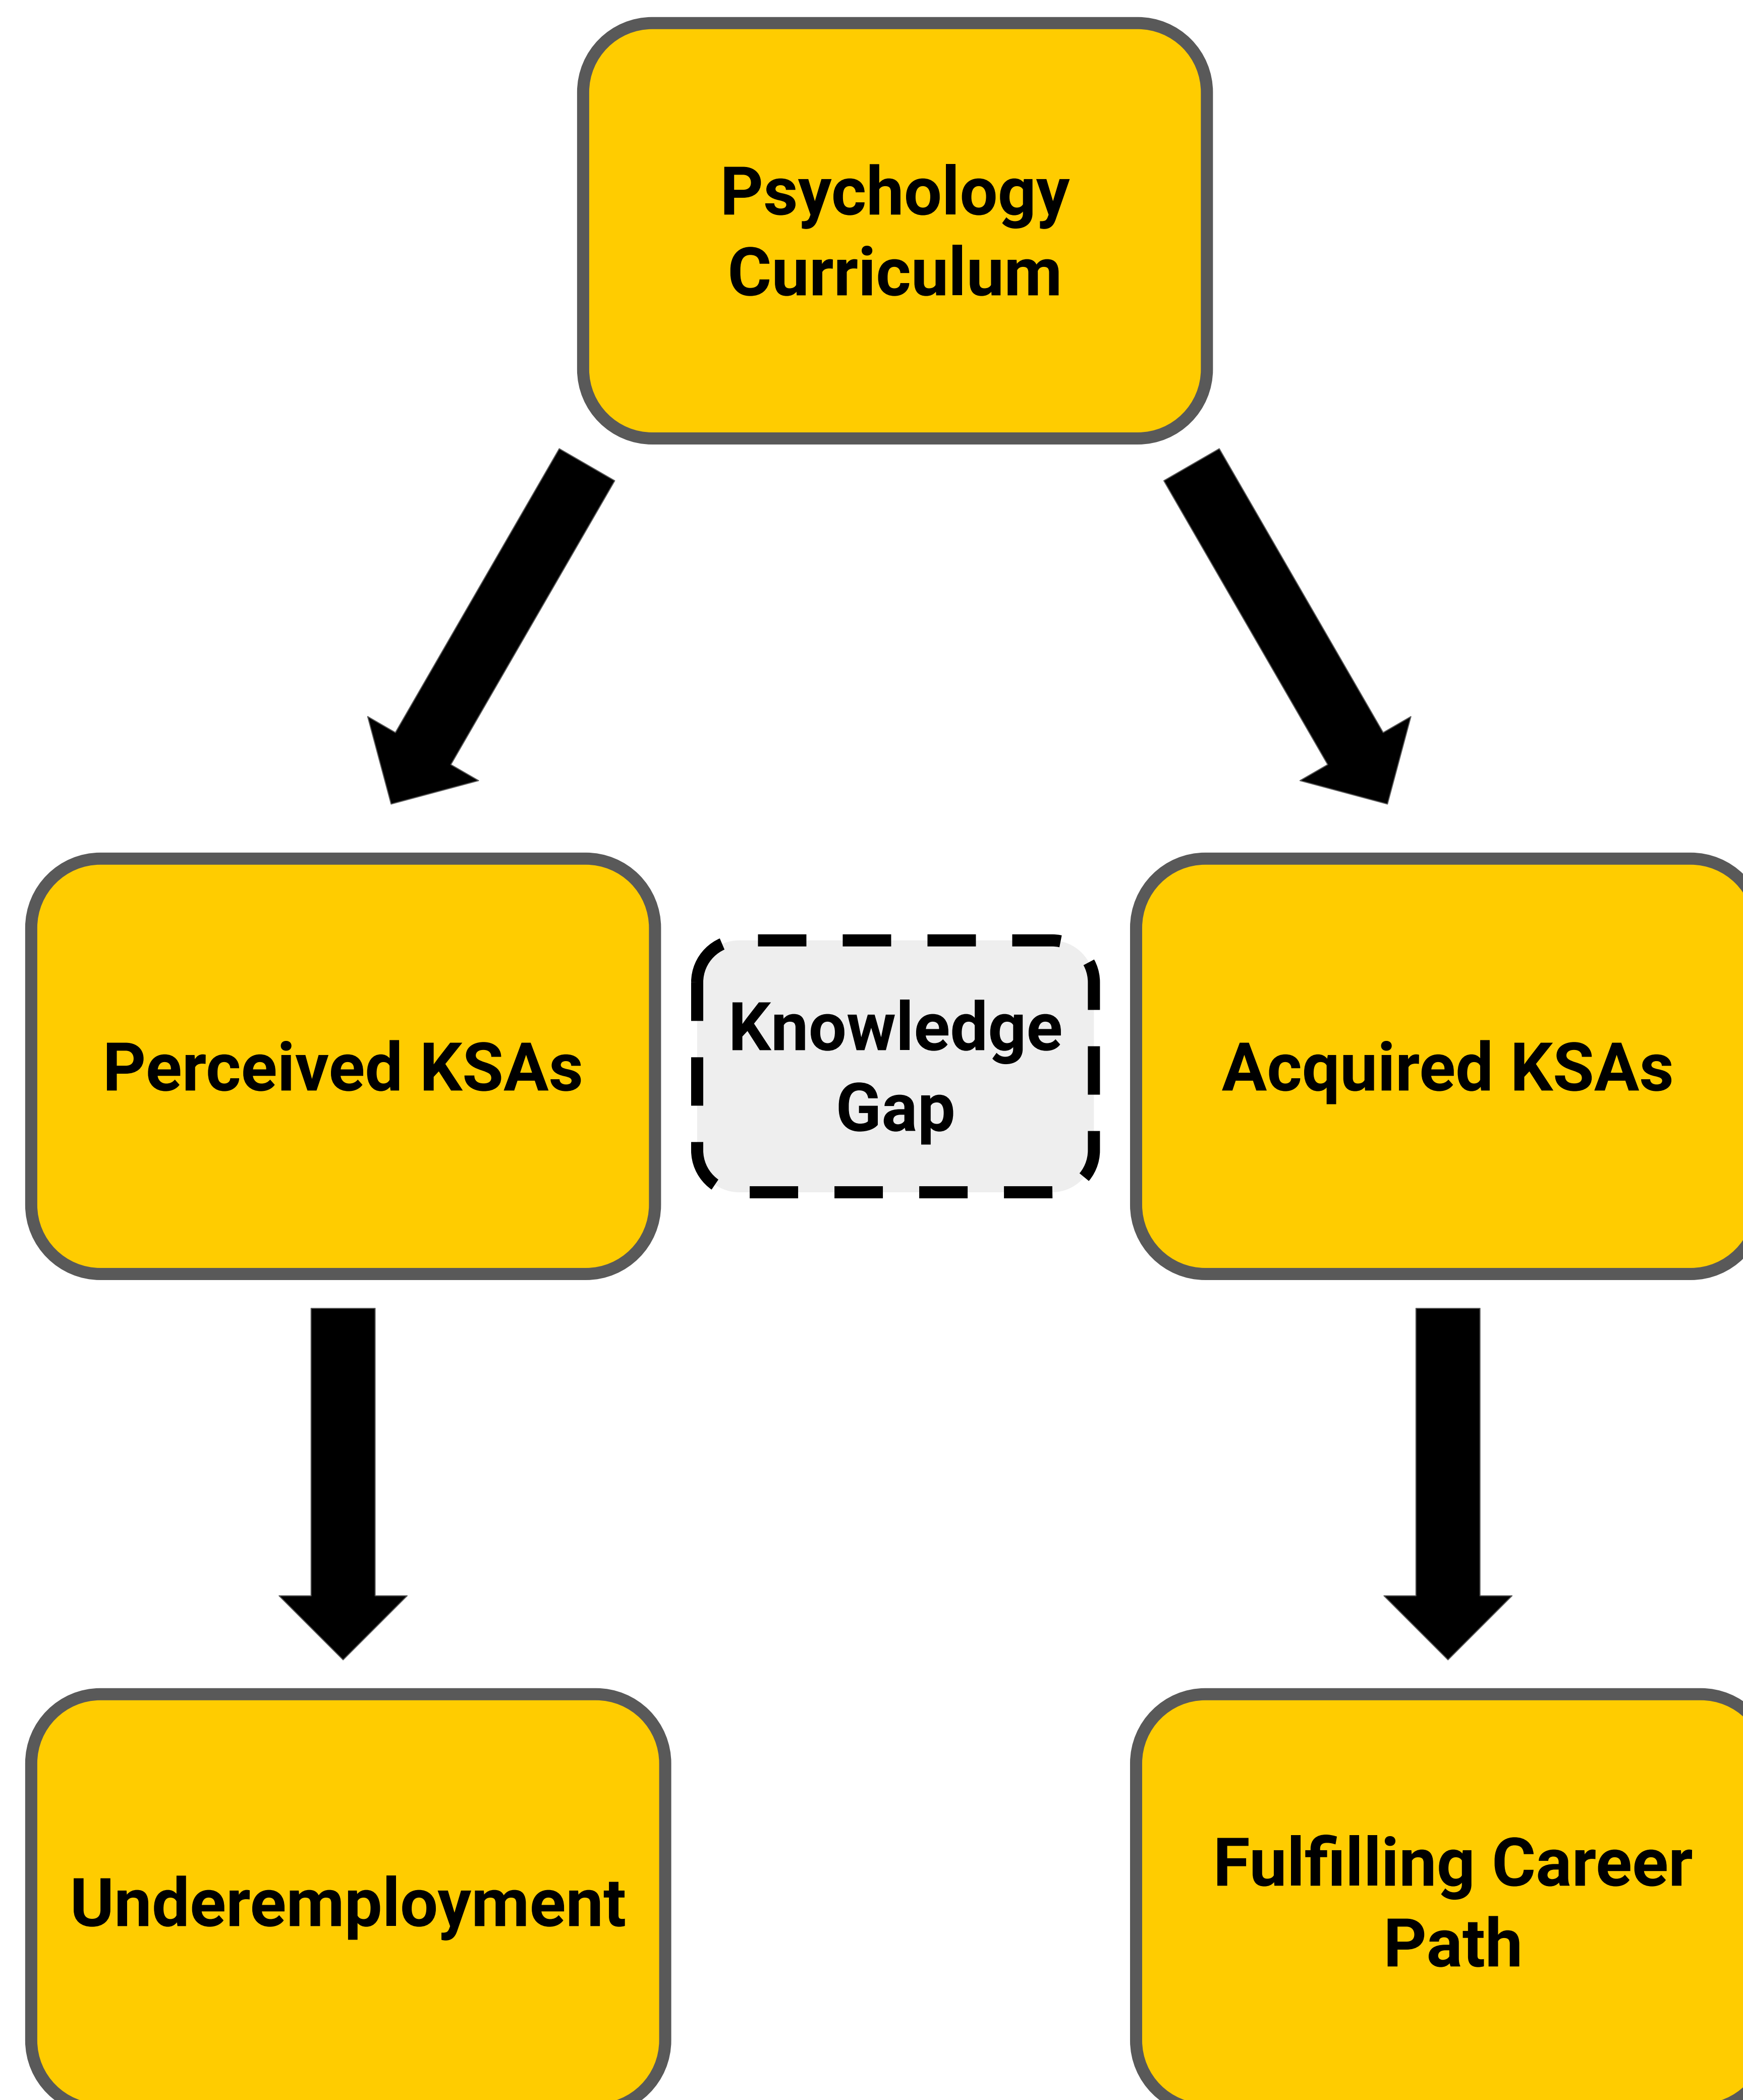 Psychology
Curriculum
Perceived KSAs
Knowledge
Gap
Acquired KSAs
Underemployment
Fulfilling Career
Path